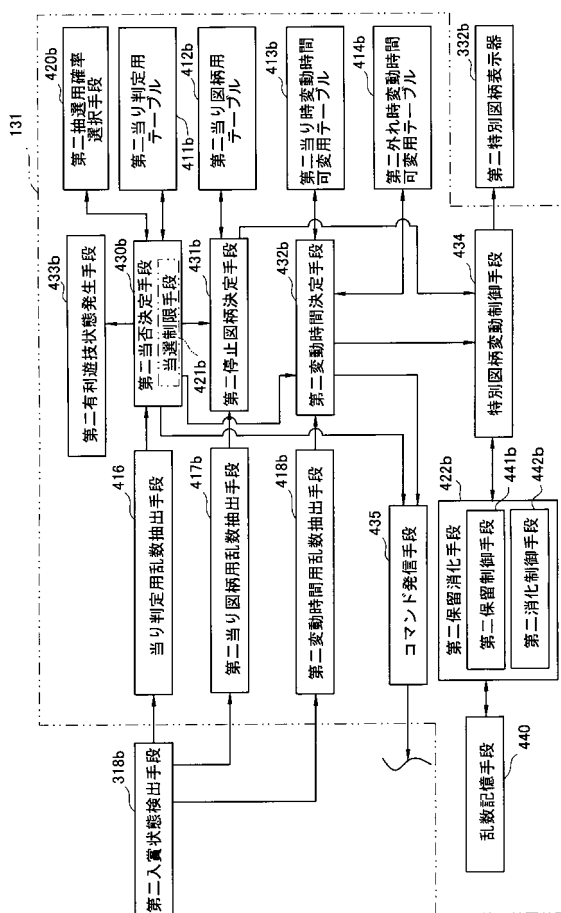 131
420b
第二抽選用確率
選択手段
第二当り判定用
テーブル
411b
412b
第二当り図柄用
テーブル
413b
第二当り時変動時間
可変用テーブル
414b
第二外れ時変動時間
可変用テーブル
332b
第二特別図柄表示器
433b
第二有利遊技状態発生手段
430b
第二当否決定手段
当選制限手段
421b
431b
第二停止図柄決定手段
432b
第二変動時間決定手段
434
特別図柄変動制御手段
416
当り判定用乱数抽出手段
417b
第二当り図柄用乱数抽出手段
418b
第二変動時間用乱数抽出手段
435
コマンド発信手段
422b
第二保留消化手段
441b
第二保留制御手段
442b
第二消化制御手段
318b
第二入賞状態検出手段
440
乱数記憶手段